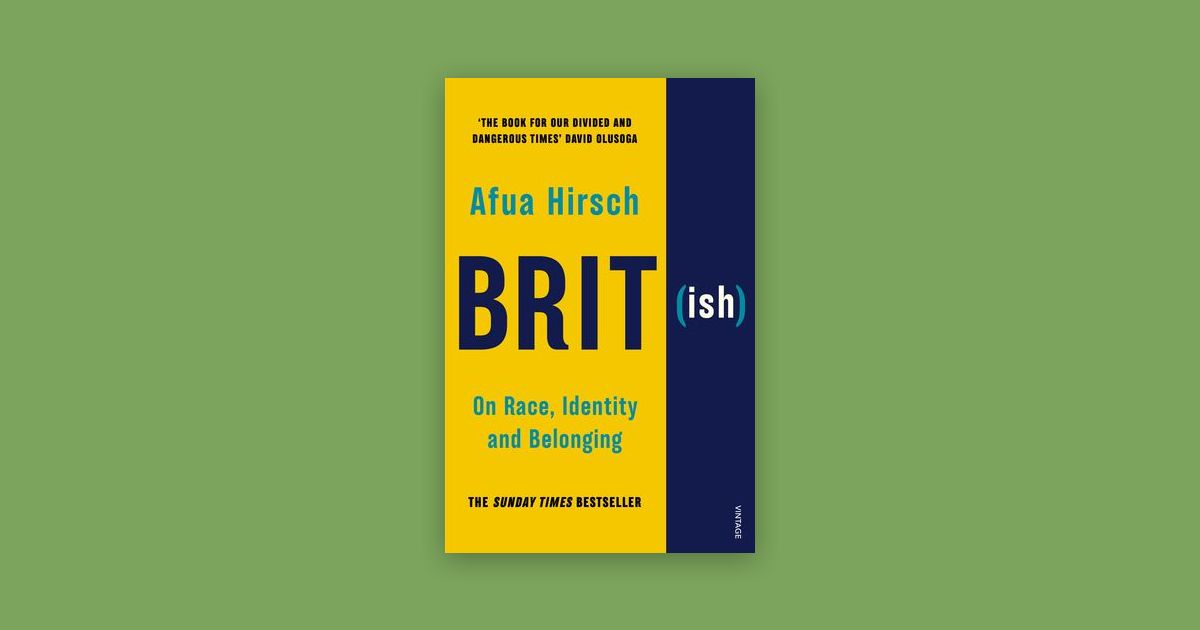 ‘THE BOOK FOR OUR DIVIDED AND
DANGEROUS TIMES’ DAVID OLUSOGA
Afua Hirsch
BRIT (ish)
On Race, Identity
and Belonging
THE SUNDAY TIMES BESTSELLER
VINTAGE